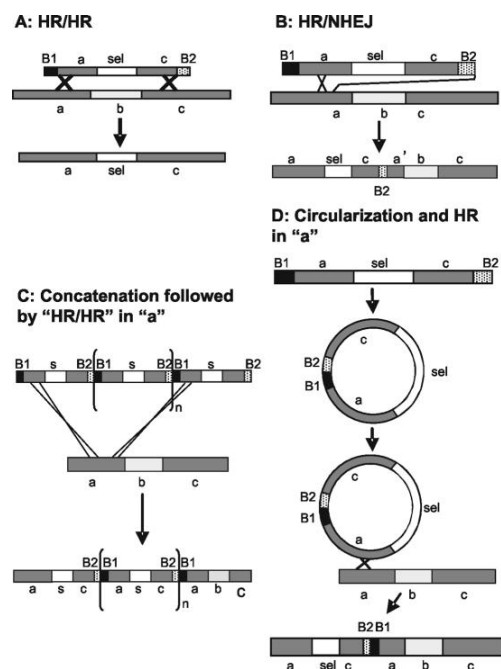 A: HR/HR
B1 a sel c B2
a b c
a sel c
B: HR/NHEJ
B1 a sel c B2
a b c
a sel c a' b c
B2
C: Concatenation followed
by “HR/HR” in “a”
B1 s B2 B1 s B2 B1 s B2
n
a b c
B2 B1 B2 B1
a s c a s c a b c
n
D: Circularization and HR
in “a”
B1 a sel c B2
c
B2
B1
sel
a
c
B2
B1
sel
a
a b c
B2B1
a sel c a b c